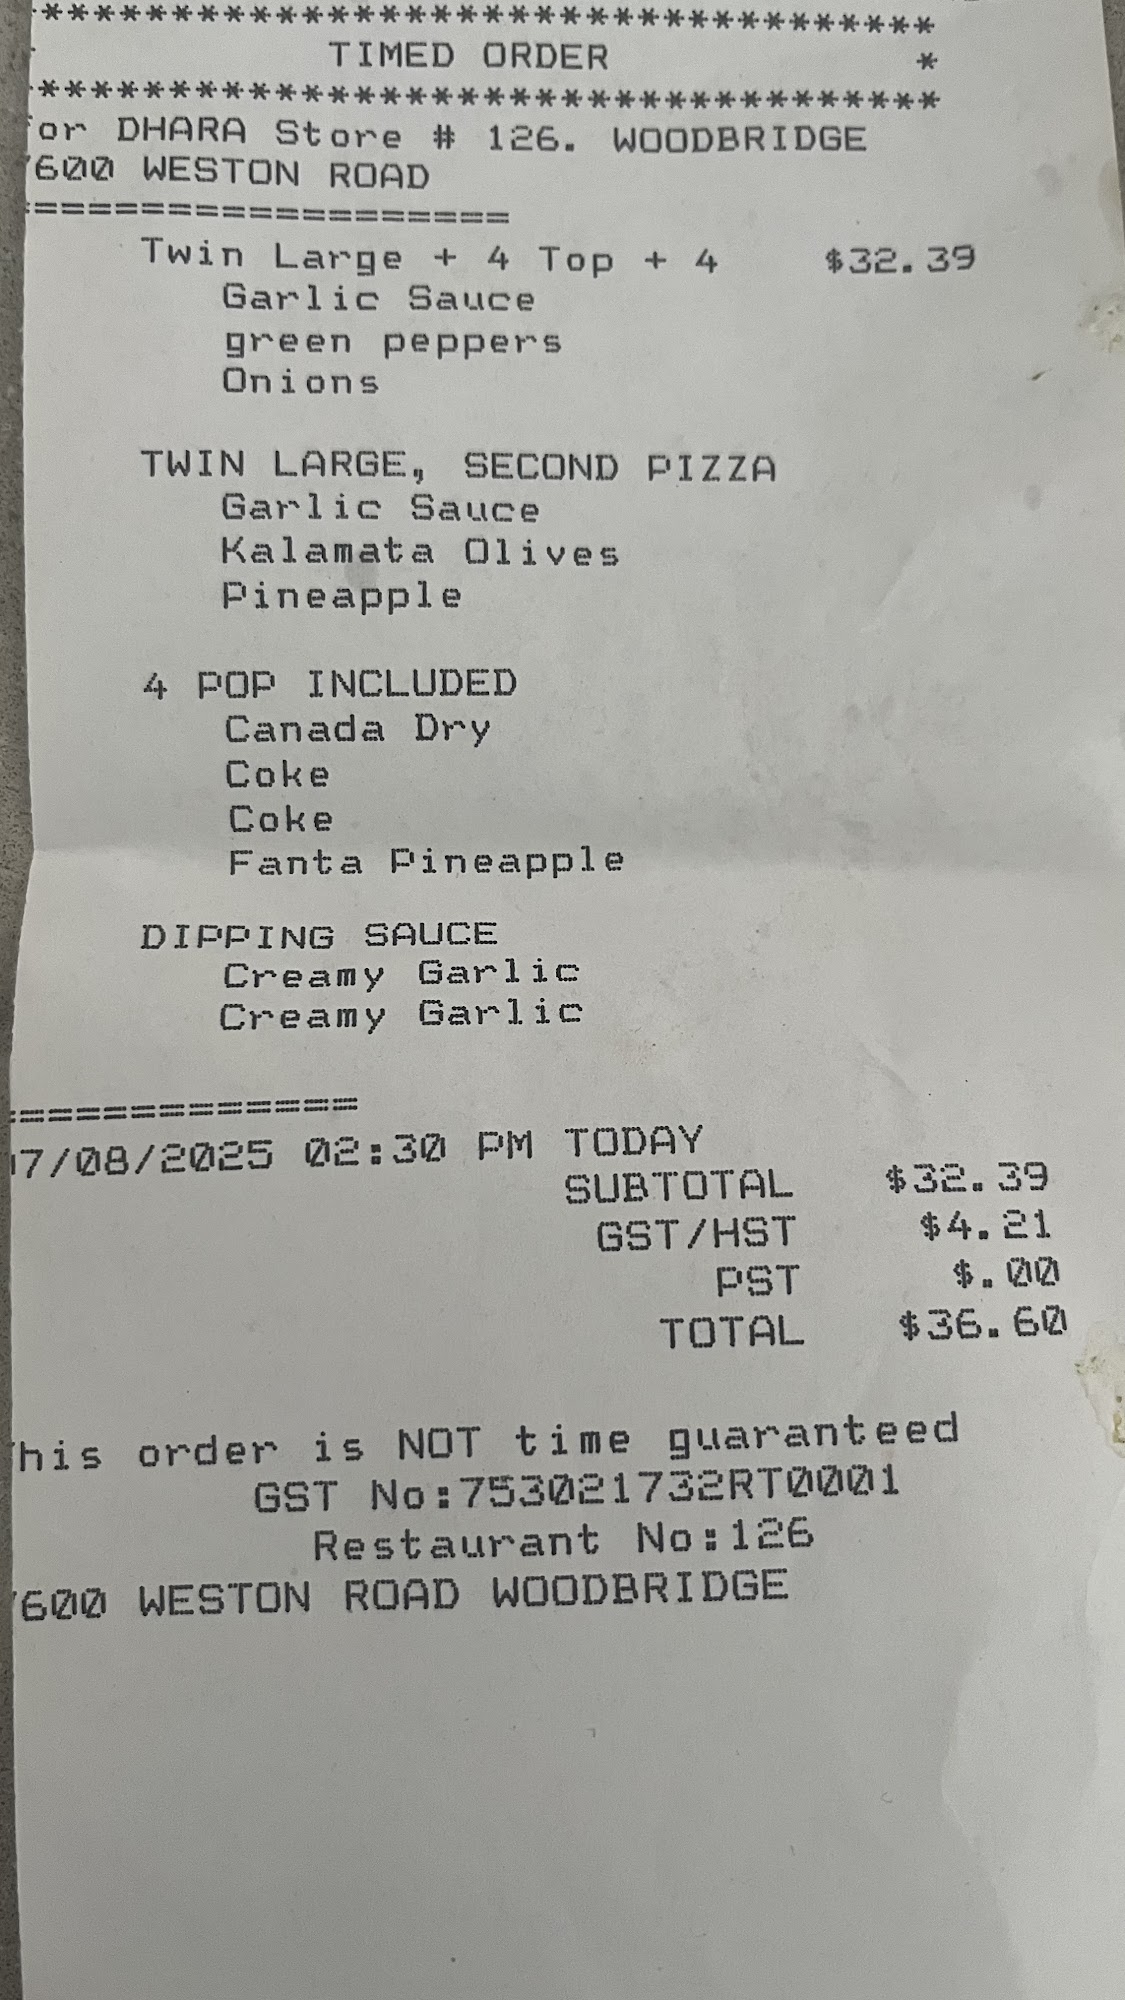 ***********************************
TIMED ORDER *
***********************************
or DHARA Store # 126. WOODBRIDGE
7600 WESTON ROAD
===================
Twin Large + 4 Top + 4 $32.39
Garlic Sauce
green peppers
Onions
TWIN LARGE, SECOND PIZZA
Garlic Sauce
Kalamata Olives
Pineapple
4 POP INCLUDED
Canada Dry
Coke
Coke
Fanta Pineapple
DIPPING SAUCE
Creamy Garlic
Creamy Garlic
=============
07/08/2025 02:30 PM TODAY
SUBTOTAL $32.39
GST/HST $4.21
PST $.00
TOTAL $36.60
his order is NOT time guaranteed
GST No:753021732RT0001
Restaurant No:126
7600 WESTON ROAD WOODBRIDGE